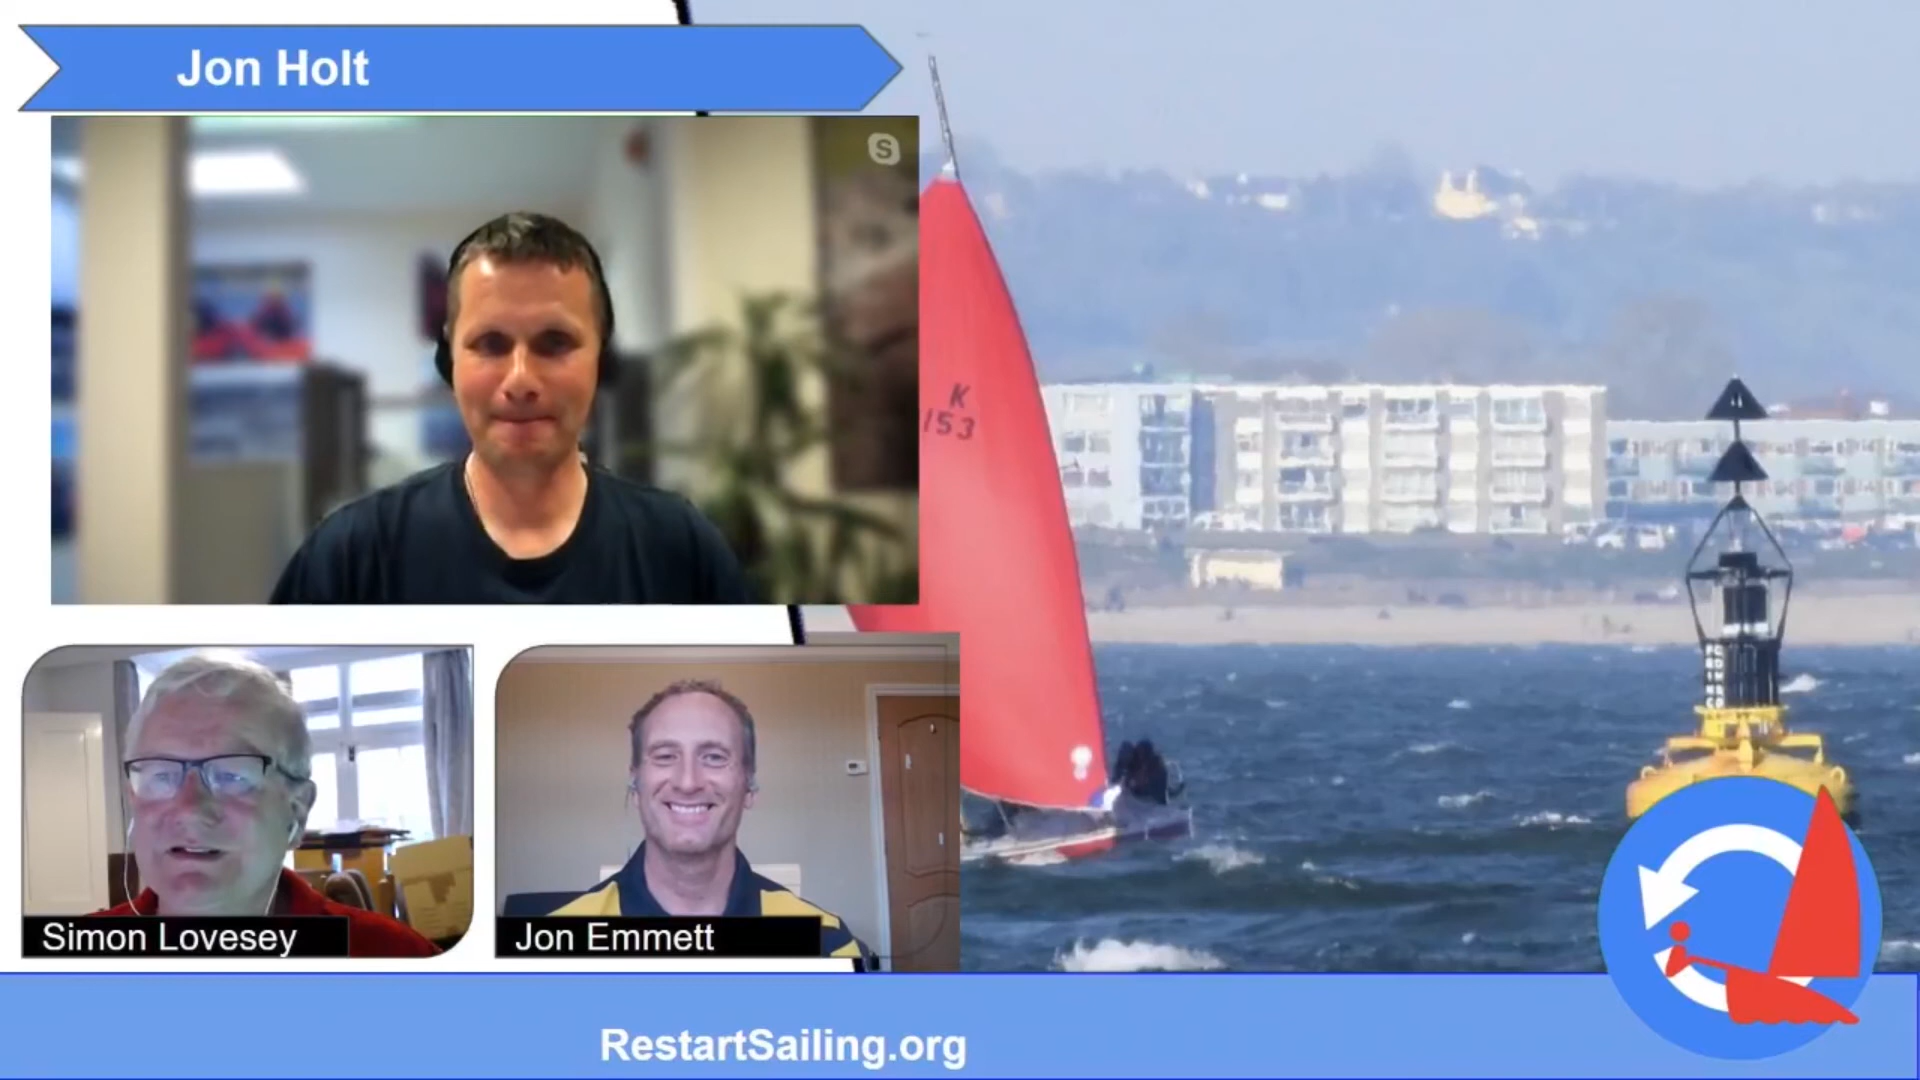 Jon Holt
S
K
153
Simon Lovesey
Jon Emmett
RestartSailing.org